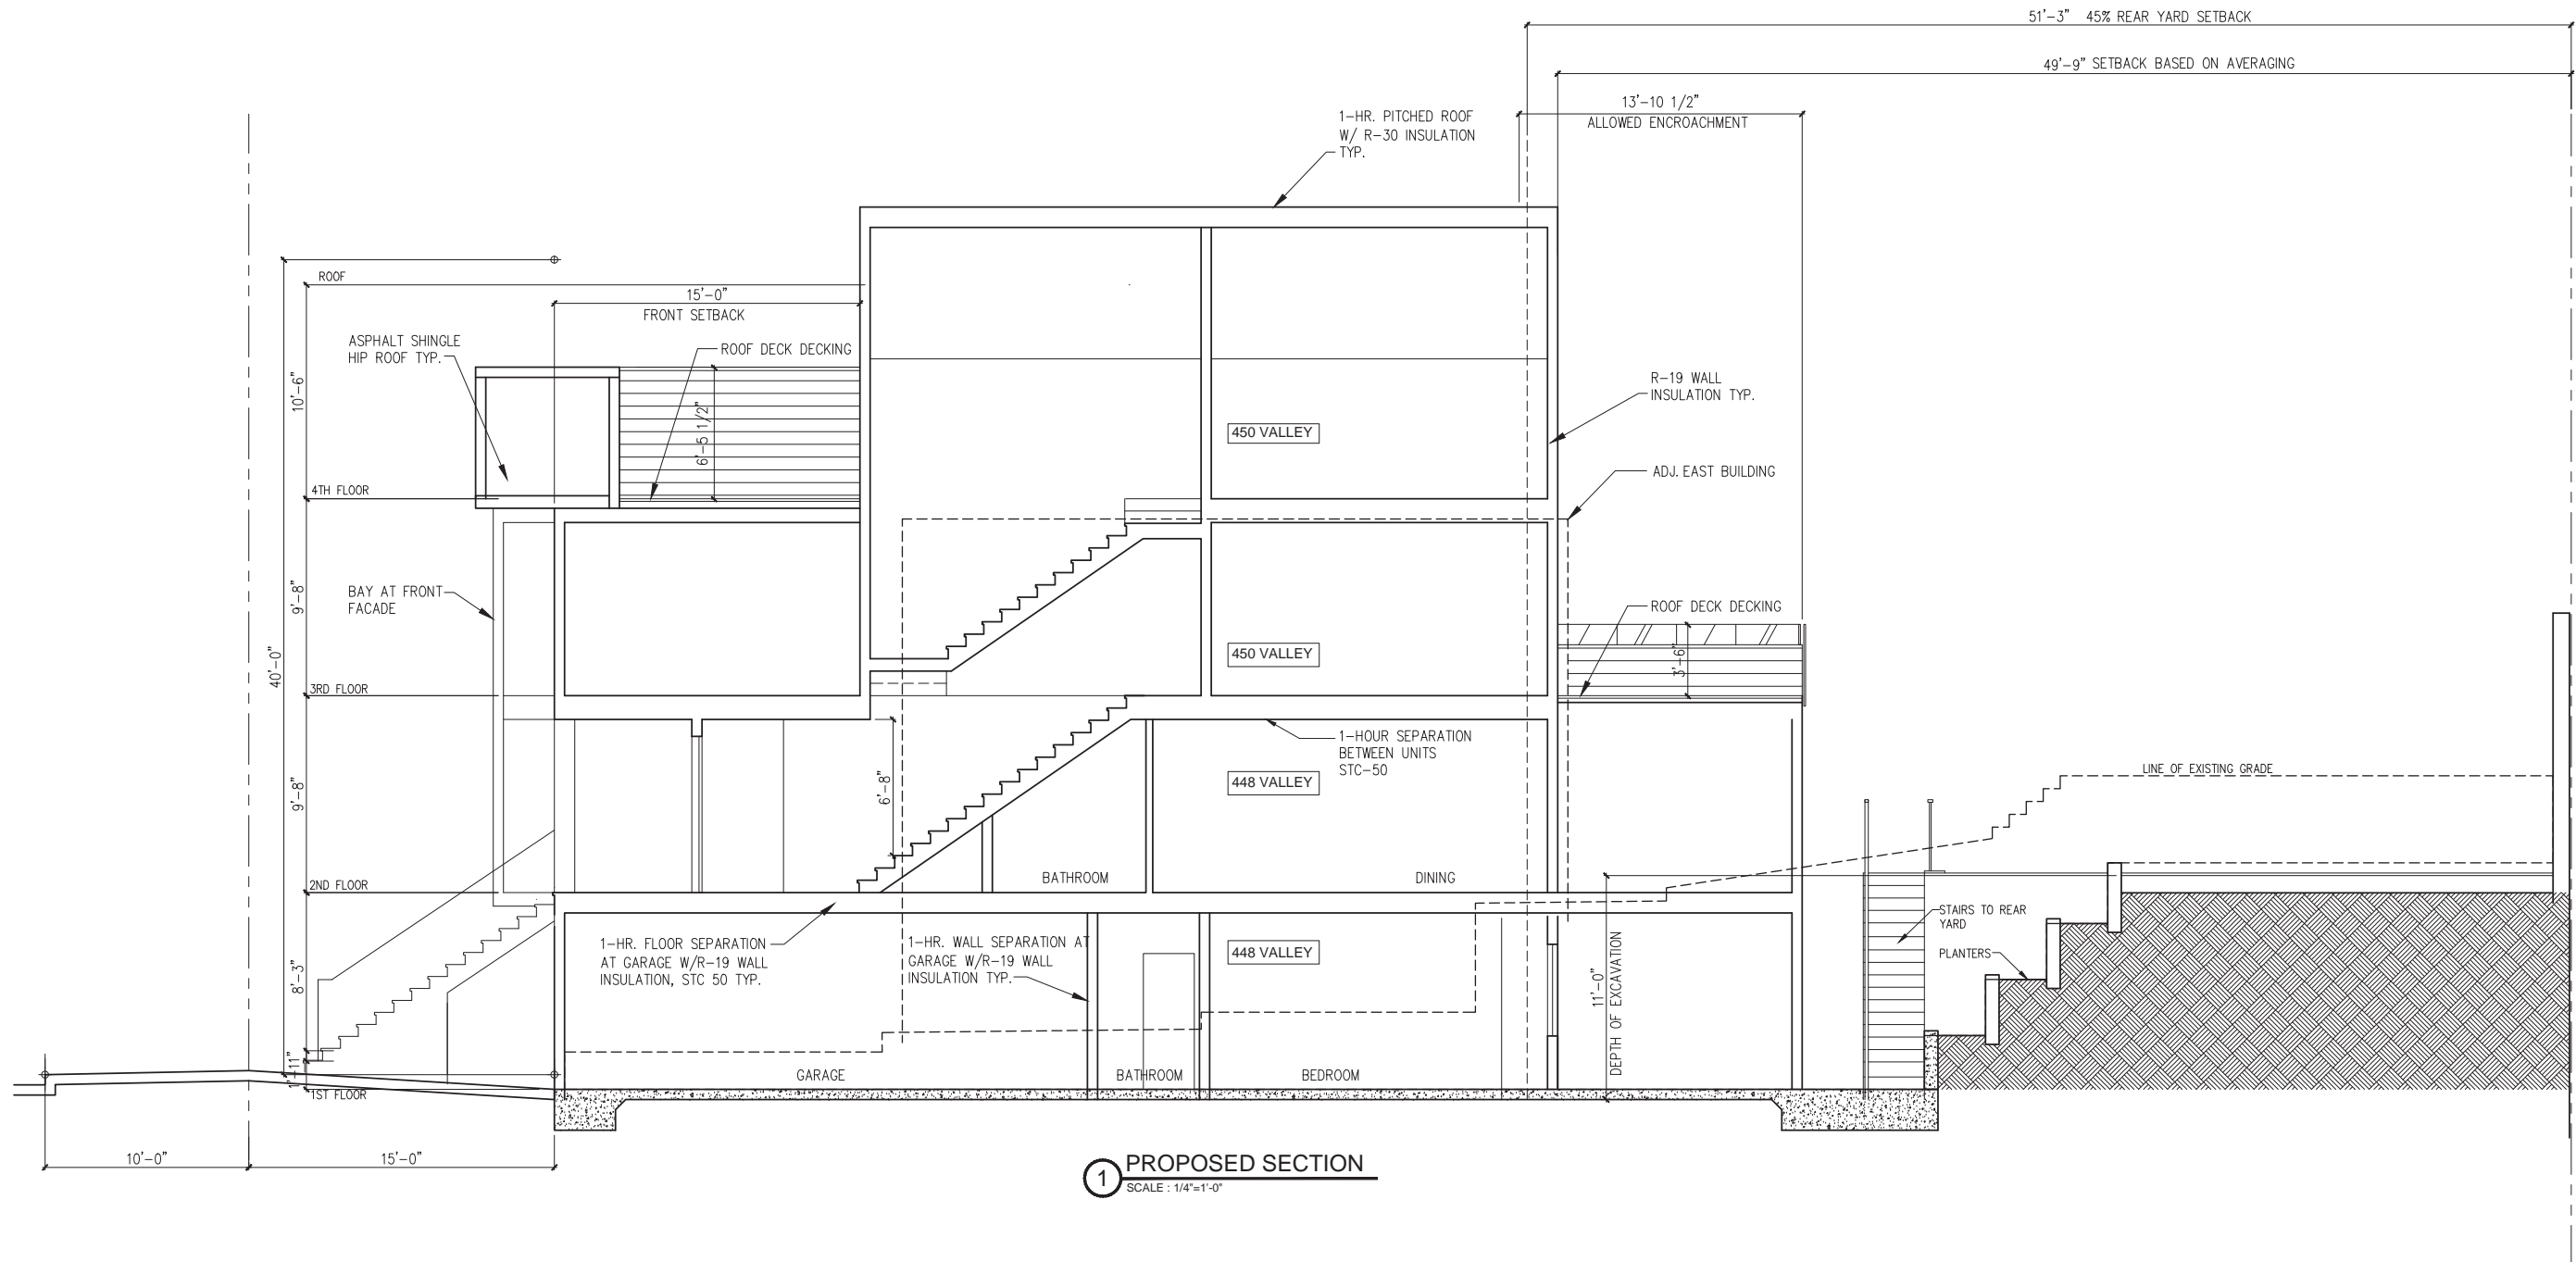 51'-3" 45% REAR YARD SETBACK
49'-9" SETBACK BASED ON AVERAGING
13'-10 1/2"
ALLOWED ENCROACHMENT
1-HR. PITCHED ROOF
W/ R-30 INSULATION
TYP.
ROOF
15'-0"
FRONT SETBACK
ASPHALT SHINGLE
HIP ROOF TYP.
ROOF DECK DECKING
10'-6"
6'-5 1/2"
R-19 WALL
INSULATION TYP.
450 VALLEY
ADJ. EAST BUILDING
4TH FLOOR
BAY AT FRONT
FACADE
9'-8"
40'-0"
ROOF DECK DECKING
450 VALLEY
3'-6"
3RD FLOOR
1-HOUR SEPARATION
BETWEEN UNITS
STC-50
9'-8"
6'-8"
448 VALLEY
LINE OF EXISTING GRADE
BATHROOM
DINING
2ND FLOOR
STAIRS TO REAR
YARD
PLANTERS
1-HR. FLOOR SEPARATION
AT GARAGE W/R-19 WALL
INSULATION, STC 50 TYP.
1-HR. WALL SEPARATION AT
GARAGE W/R-19 WALL
INSULATION TYP.
448 VALLEY
8'-3"
11'-0"
DEPTH OF EXCAVATION
1'-11"
GARAGE
BATHROOM
BEDROOM
1ST FLOOR
10'-0"
15'-0"
1
PROPOSED SECTION
SCALE : 1/4"=1'-0"